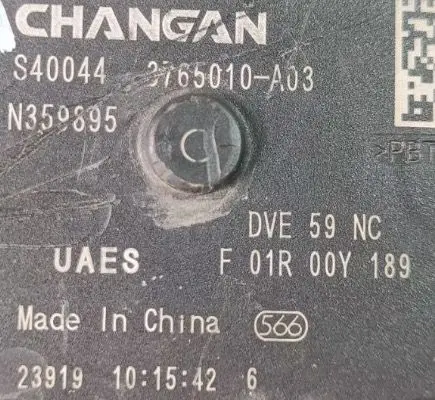 CHANGAN
S40044 3765010-A03
N359895
>PBT
DVE 59 NC
UAES F 01R 00Y 189
Made In China 566
23919 10:15:42 6